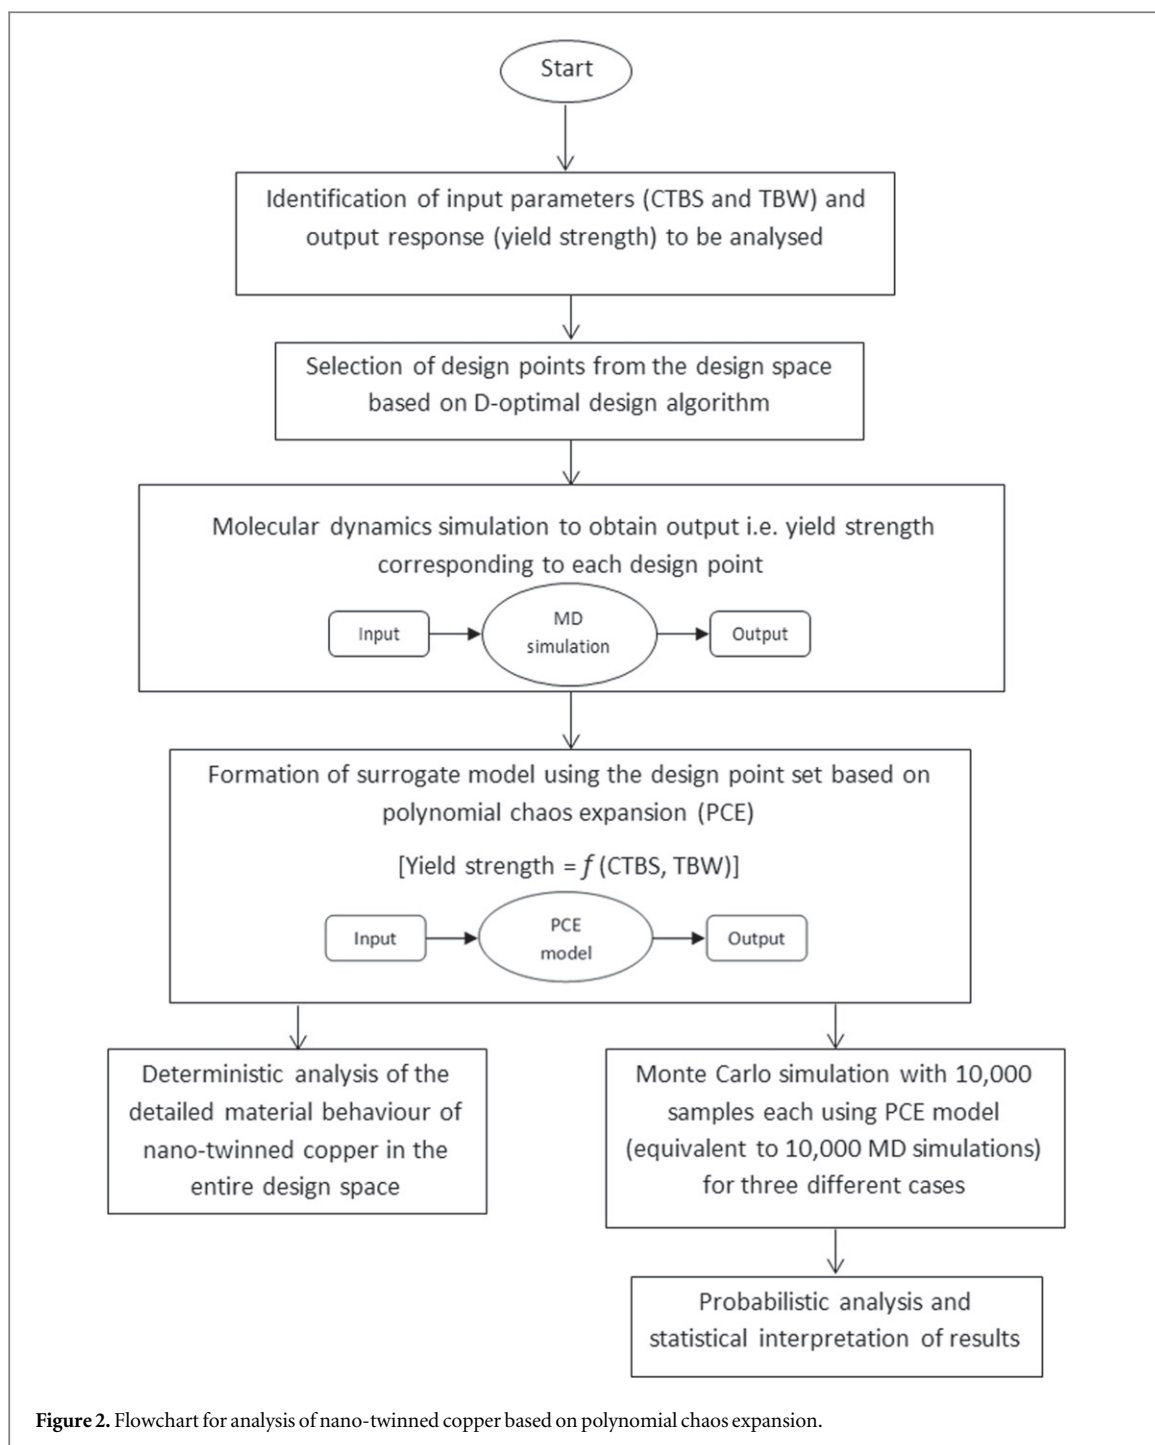 Start
Identification of input parameters (CTBS and TBW) and
output response (yield strength) to be analysed
Selection of design points from the design space
based on D-optimal design algorithm
Molecular dynamics simulation to obtain output i.e. yield strength
corresponding to each design point
Input
MD
simulation
Output
Formation of surrogate model using the design point set based on
polynomial chaos expansion (PCE)
[Yield strength = f (CTBS, TBW)]
Input
PCE
model
Output
Deterministic analysis of the
detailed material behaviour of
nano-twinned copper in the
entire design space
Monte Carlo simulation with 10,000
samples each using PCE model
(equivalent to 10,000 MD simulations)
for three different cases
Probabilistic analysis and
statistical interpretation of results
Figure 2. Flowchart for analysis of nano-twinned copper based on polynomial chaos expansion.